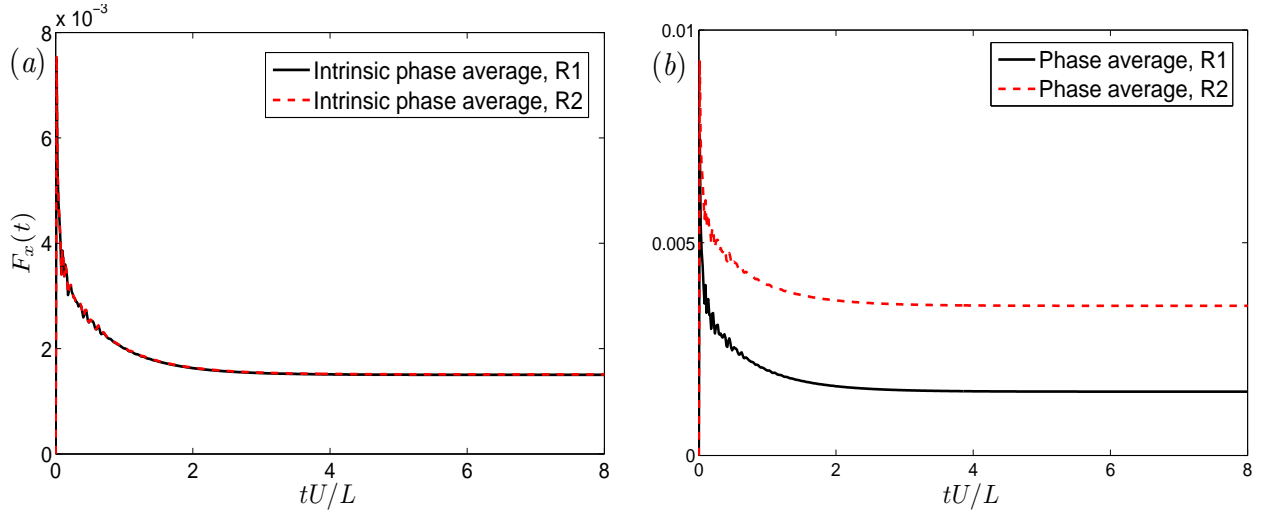 x 10⁻³
(a)
8
6
4
2
0
F_x(t)
Intrinsic phase average, R1
Intrinsic phase average, R2
0 2 4 6 8
tU/L
(b)
0.01
0.005
0
Phase average, R1
Phase average, R2
0 2 4 6 8
tU/L